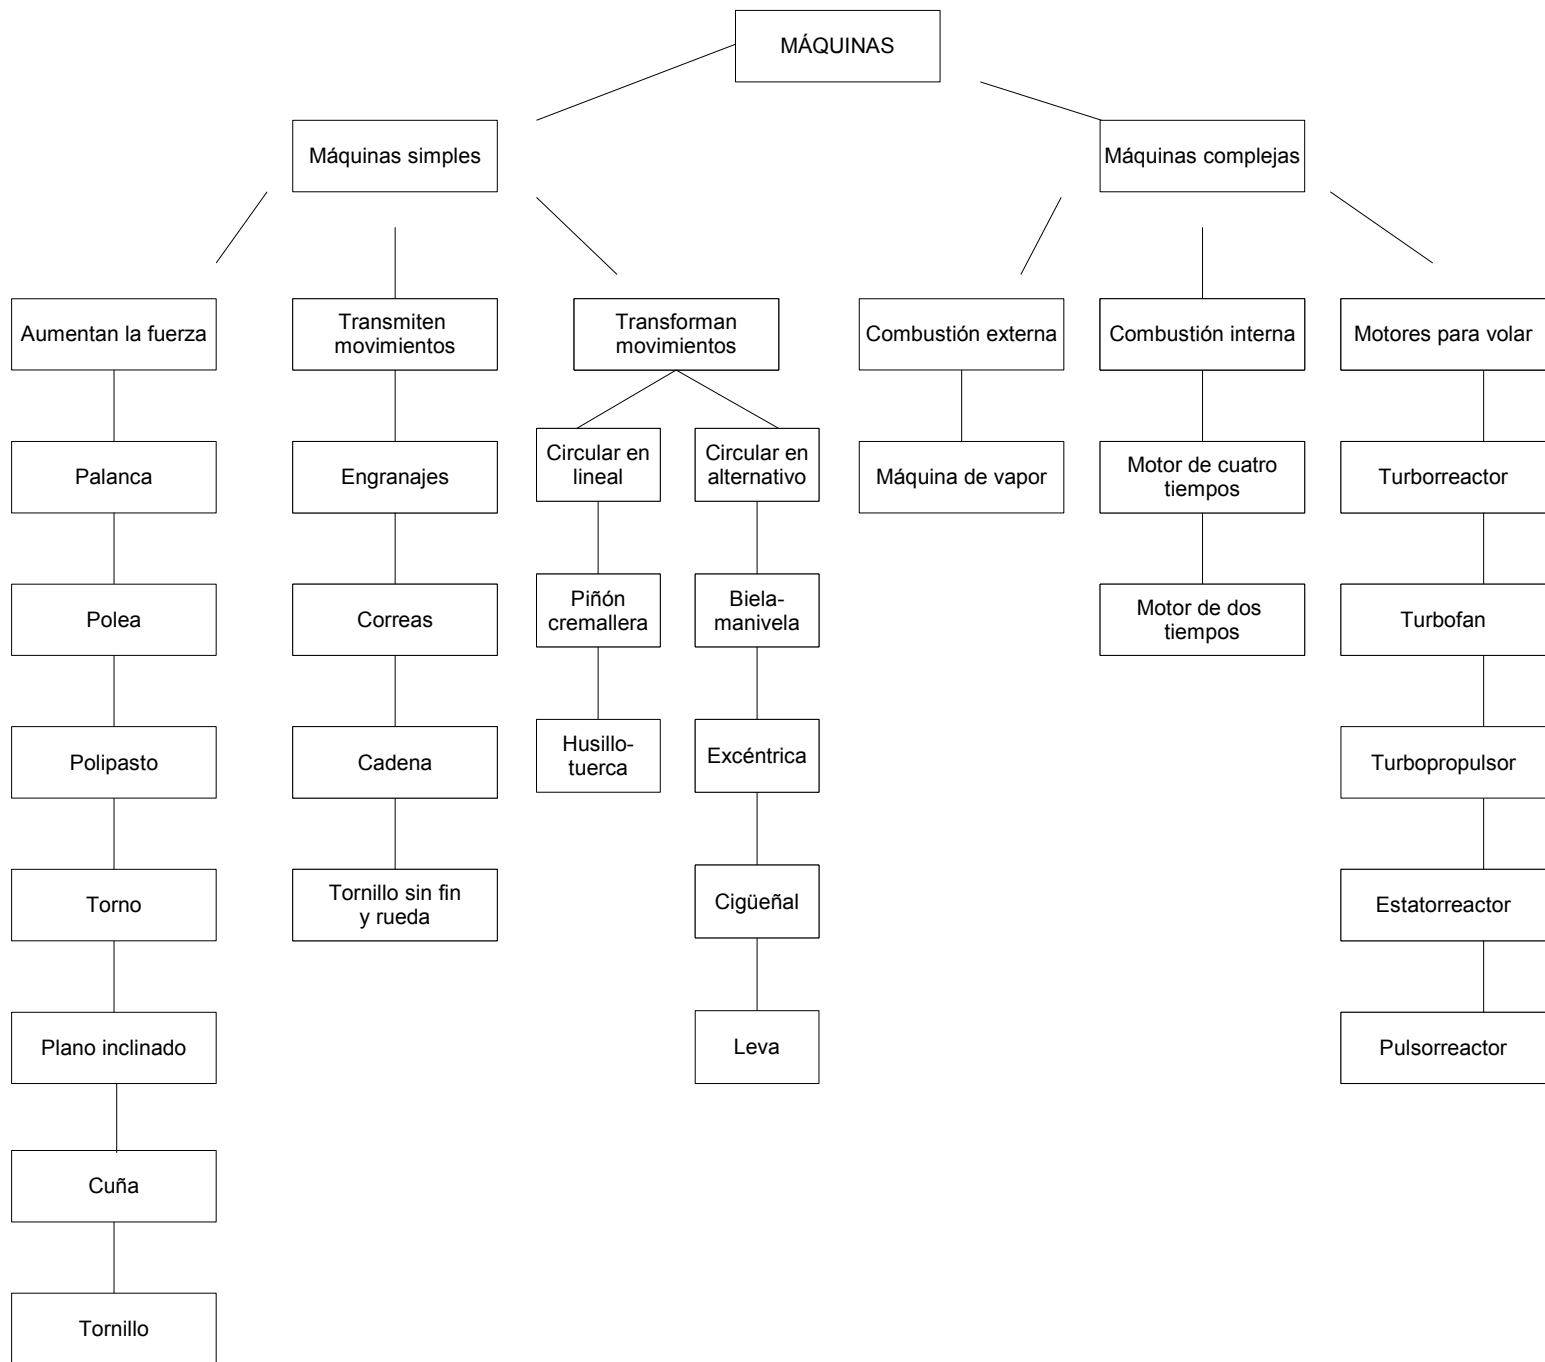 MÁQUINAS
Máquinas simples
Máquinas complejas
Aumentan la fuerza
Transmiten
movimientos
Transforman
movimientos
Combustión externa
Combustión interna
Motores para volar
Palanca
Engranajes
Circular en
lineal
Circular en
alternativo
Máquina de vapor
Motor de cuatro
tiempos
Turborreactor
Polea
Correas
Piñón
cremallera
Biela-
manivela
Motor de dos
tiempos
Turbofan
Polipasto
Cadena
Husillo-
tuerca
Excéntrica
Turbopropulsor
Torno
Tornillo sin fin
y rueda
Cigüeñal
Estatorreactor
Plano inclinado
Leva
Pulsorreactor
Cuña
Tornillo